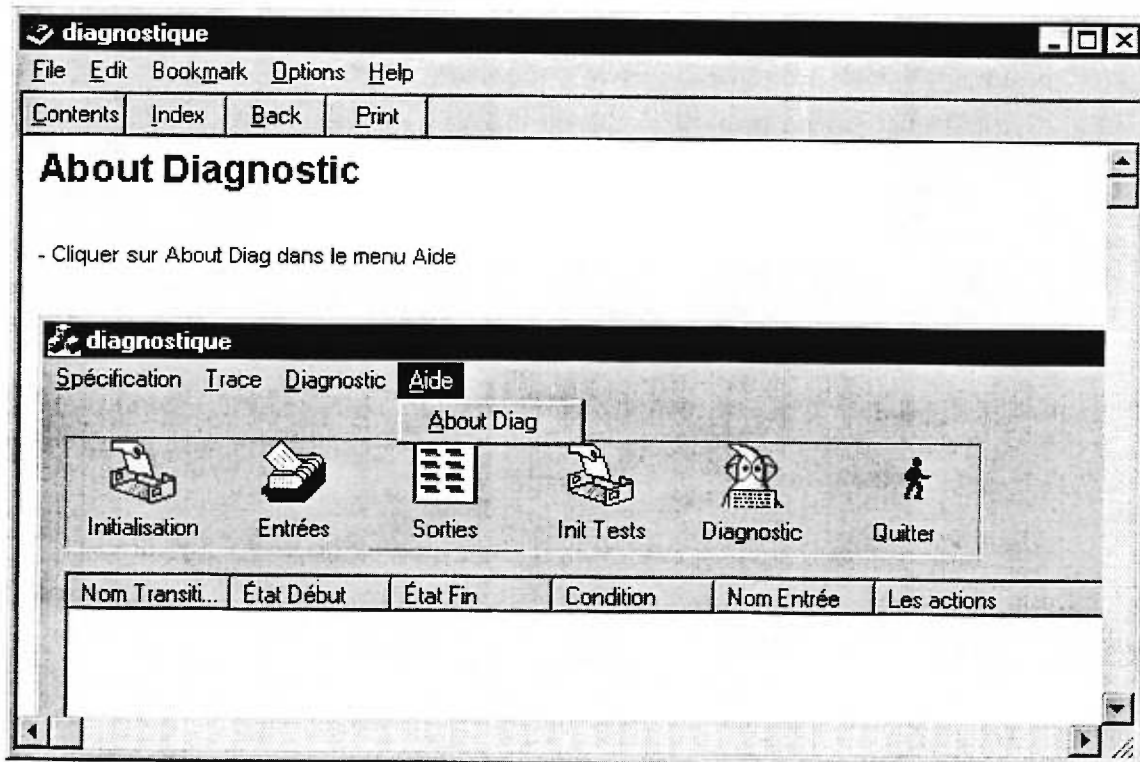 diagnostique
File Edit Bookmark Options Help
Contents Index Back Print
About Diagnostic
- Cliquer sur About Diag dans le menu Aide
diagnostique
Spécification Trace Diagnostic Aide
About Diag
Initialisation Entrées Sorties Init Tests Diagnostic Quitter
Nom Transiti... État Début État Fin Condition Nom Entrée Les actions